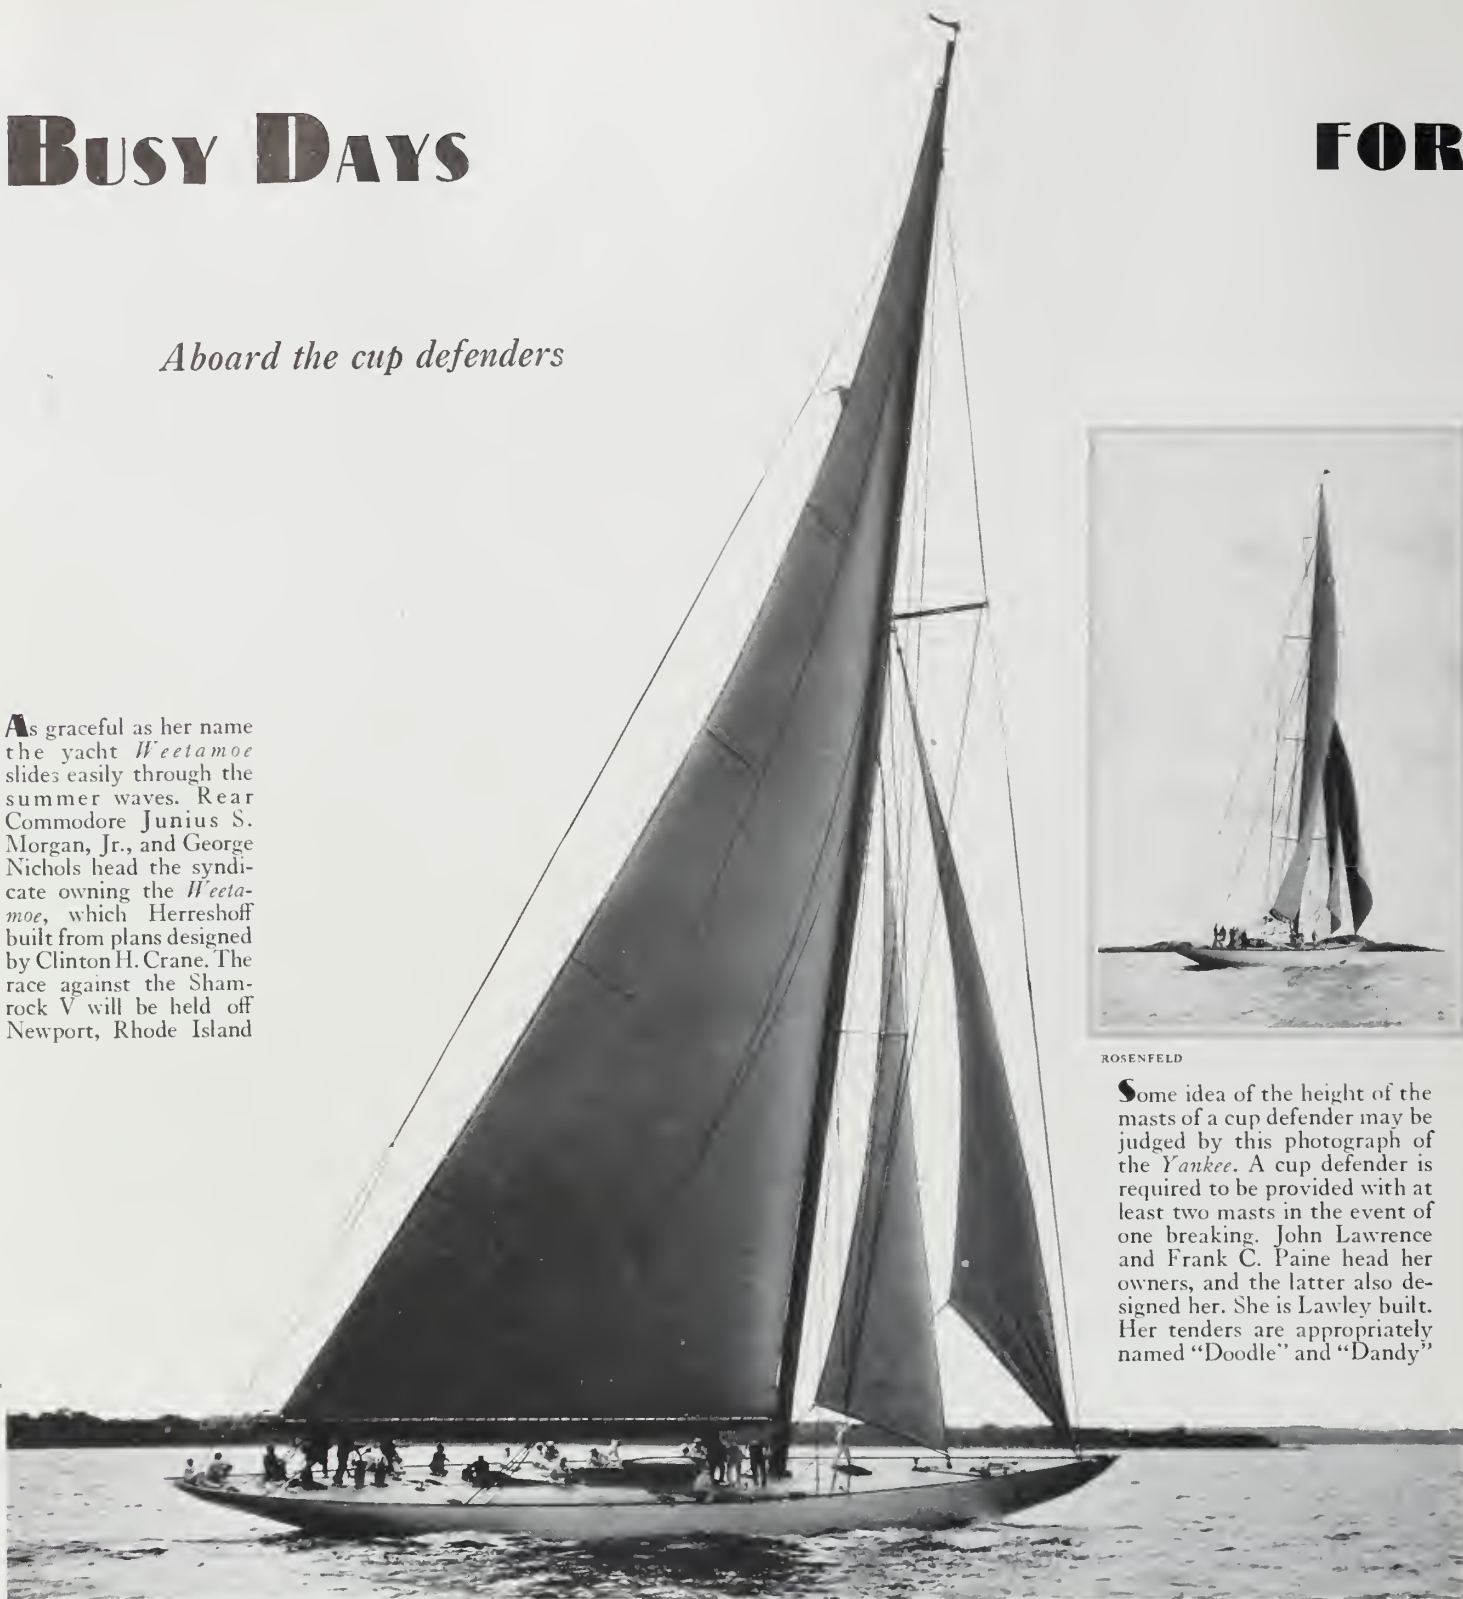 BUSY DAYS
FOR
Aboard the cup defenders
As graceful as her name
the yacht Weetamoe
slides easily through the
summer waves. Rear
Commodore Junius S.
Morgan, Jr., and George
Nichols head the syndi-
cate owning the Weeta-
moe, which Herreshoff
built from plans designed
by Clinton H. Crane. The
race against the Sham-
rock V will be held off
Newport, Rhode Island
ROSENFELD
Some idea of the height of the
masts of a cup defender may be
judged by this photograph of
the Yankee. A cup defender is
required to be provided with at
least two masts in the event of
one breaking. John Lawrence
and Frank C. Paine head her
owners, and the latter also de-
signed her. She is Lawley built.
Her tenders are appropriately
named “Doodle” and “Dandy”